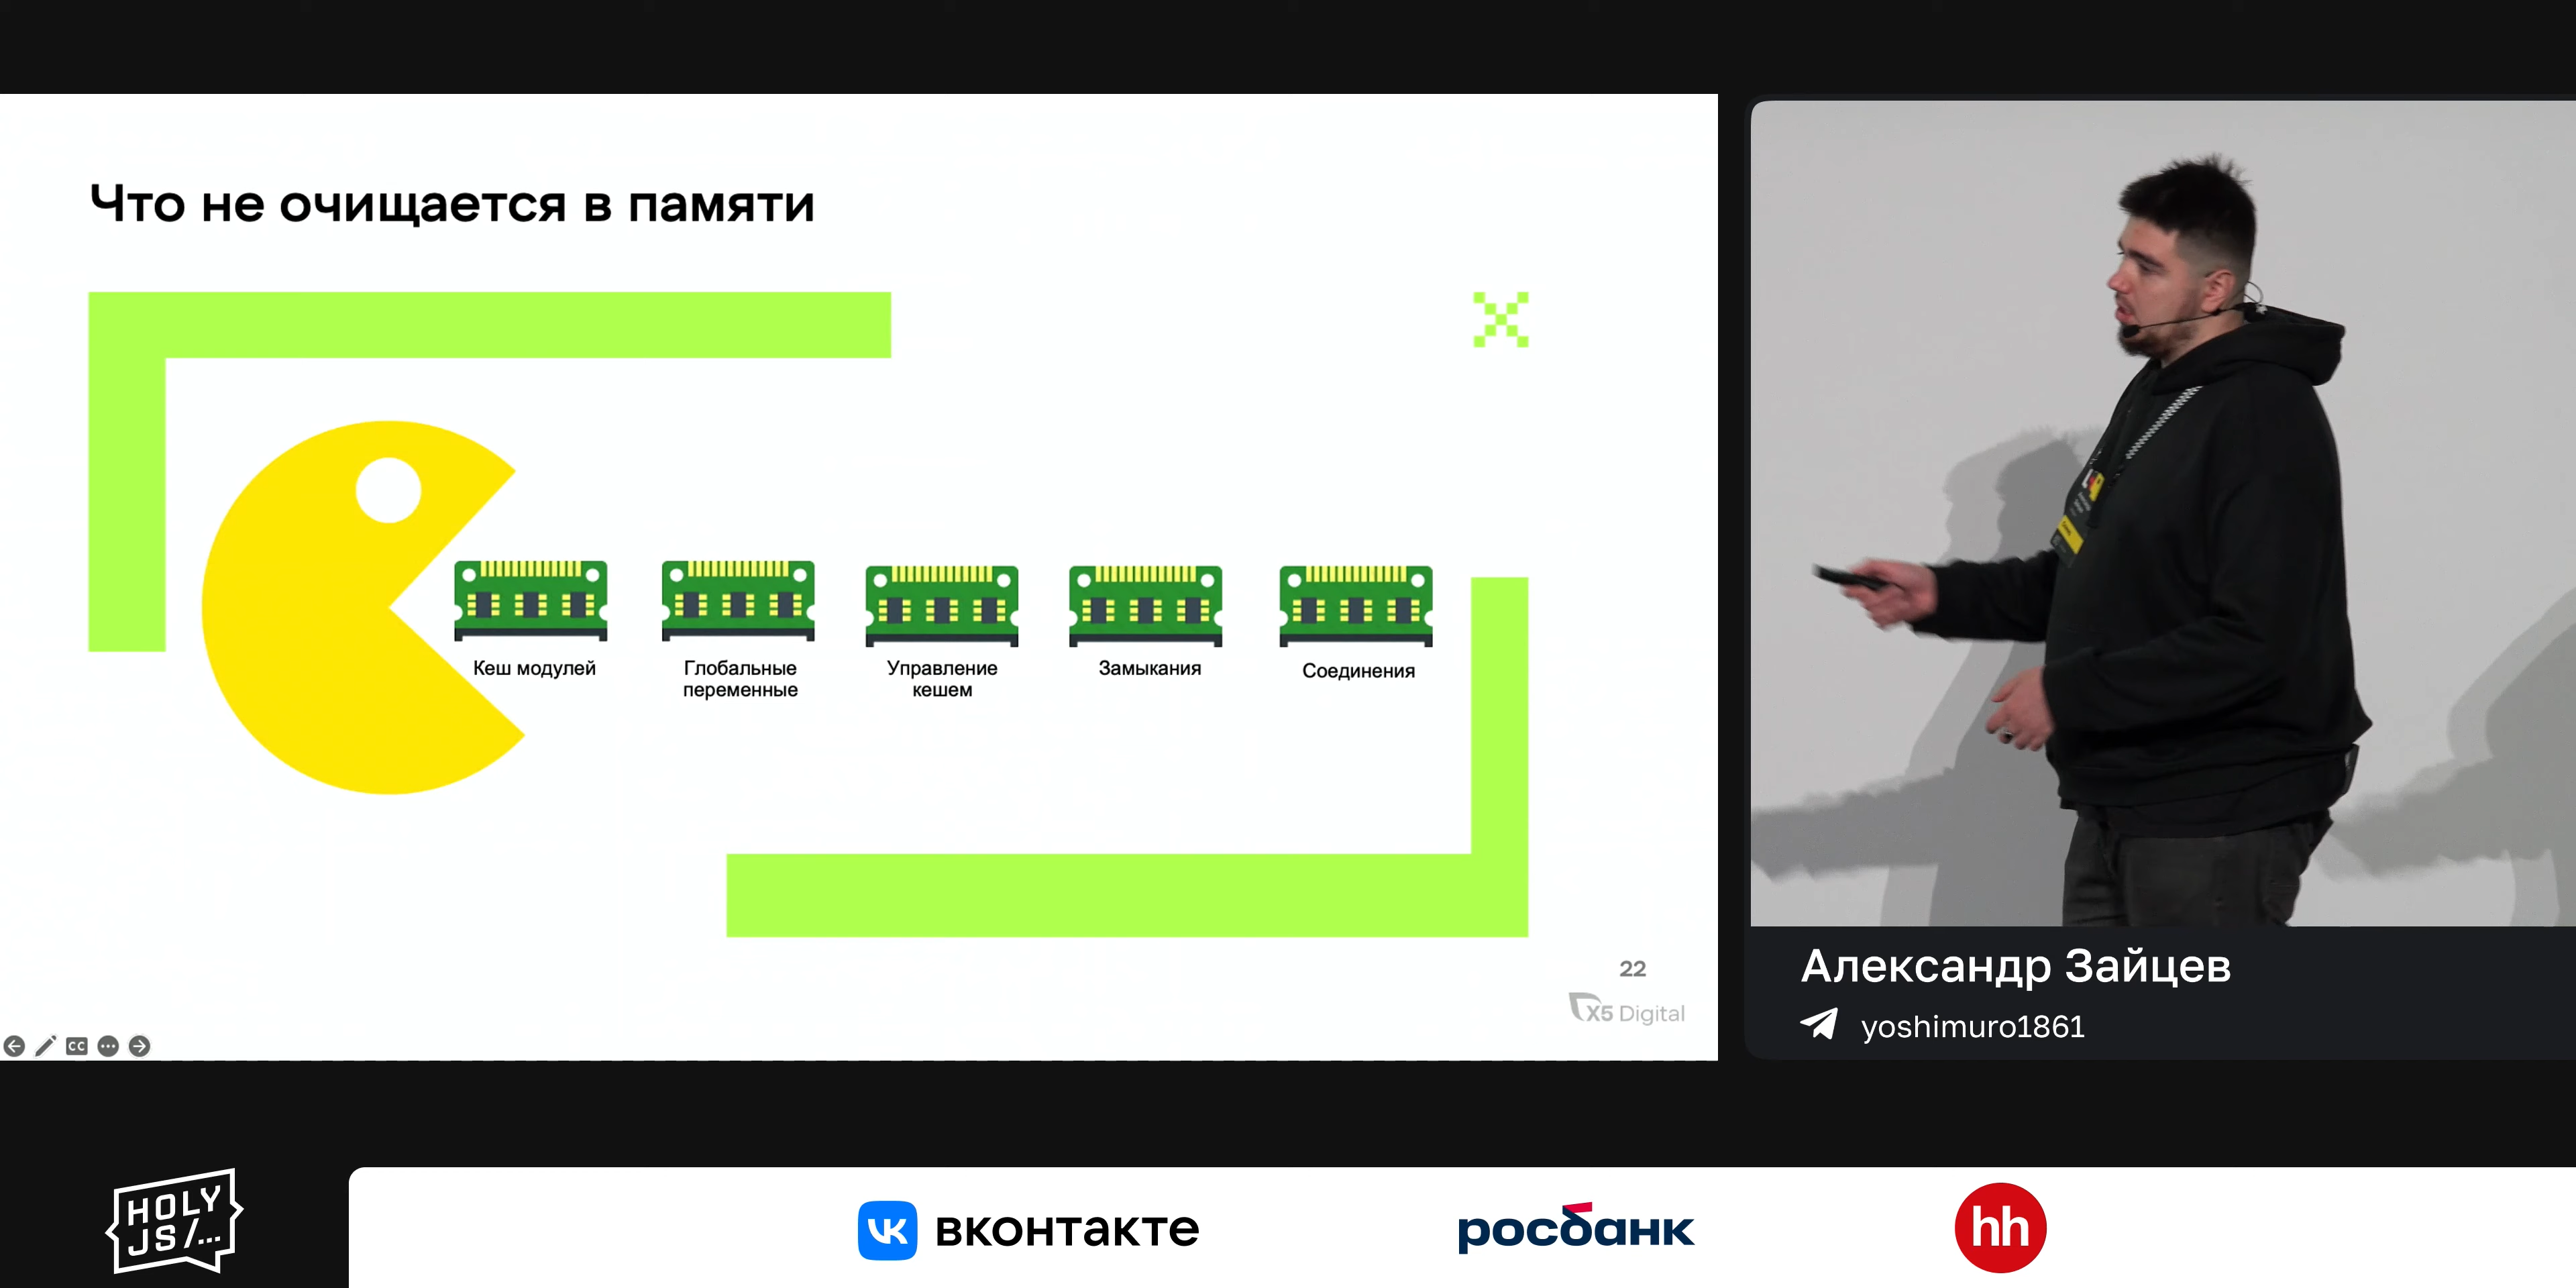 Что не очищается в памяти
Кеш модулей
Глобальные
переменные
Управление
кешем
Замыкания
Соединения
22
X5 Digital
CC
Александр Зайцев
yoshimuro1861
HOLY
JS/...
вконтакте
росбанк
hh